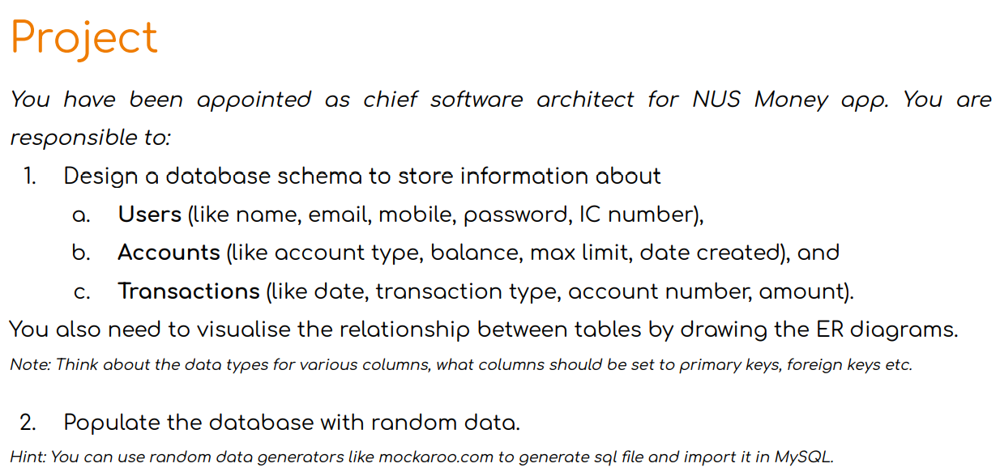 Project
You have been appointed as chief software architect for NUS Money app. You are
responsible to:
1. Design a database schema to store information about
a. Users (like name, email, mobile, password, IC number),
b. Accounts (like account type, balance, max limit, date created), and
c. Transactions (like date, transaction type, account number, amount).
You also need to visualise the relationship between tables by drawing the ER diagrams.
Note: Think about the data types for various columns, what columns should be set to primary keys, foreign keys etc.
2. Populate the database with random data.
Hint: You can use random data generators like mockaroo.com to generate sql file and import it in MySQL.